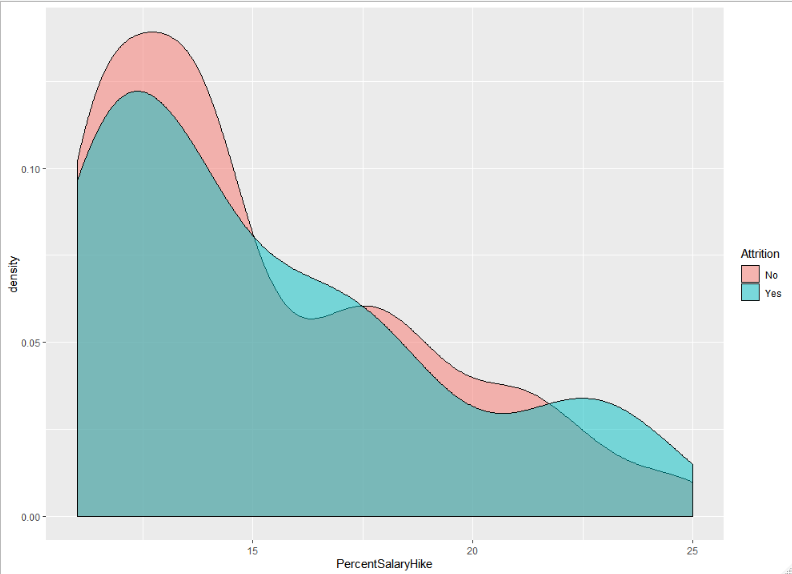 0.10
0.05
0.00
density
15
20
25
PercentSalaryHike
Attrition
No
Yes